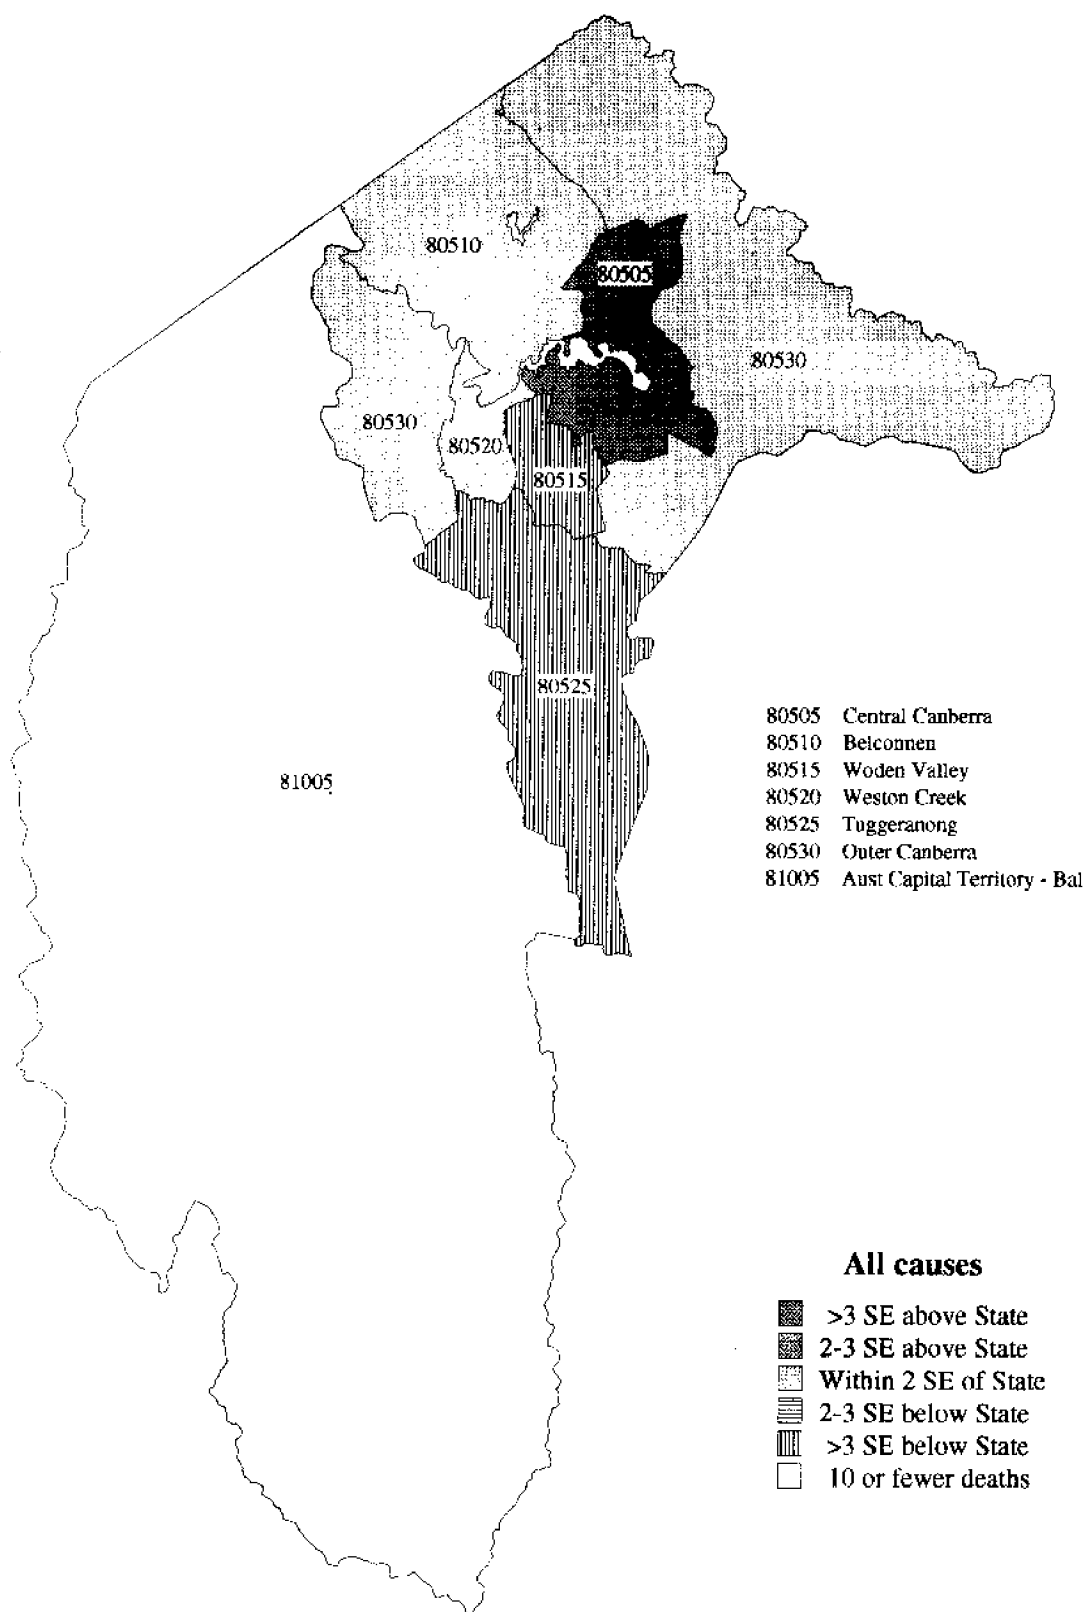 80510
80505
80530
80530
80520
80515
80525
81005
80505 Central Canberra
80510 Belconnen
80515 Woden Valley
80520 Weston Creek
80525 Tuggeranong
80530 Outer Canberra
81005 Aust Capital Territory - Bal
All causes
>3 SE above State
2-3 SE above State
Within 2 SE of State
2-3 SE below State
>3 SE below State
10 or fewer deaths